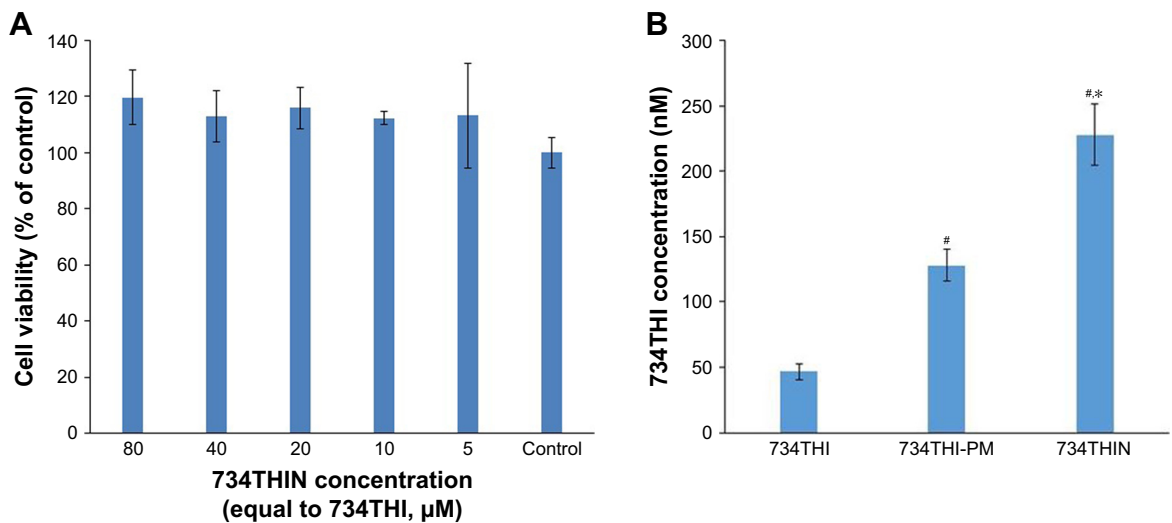 A
Cell viability (% of control)
140
120
100
80
60
40
20
0
80 40 20 10 5 Control
734THIN concentration
(equal to 734THI, µM)
B
734THI concentration (nM)
300
250
200
150
100
50
0
#
#,*
734THI 734THI-PM 734THIN